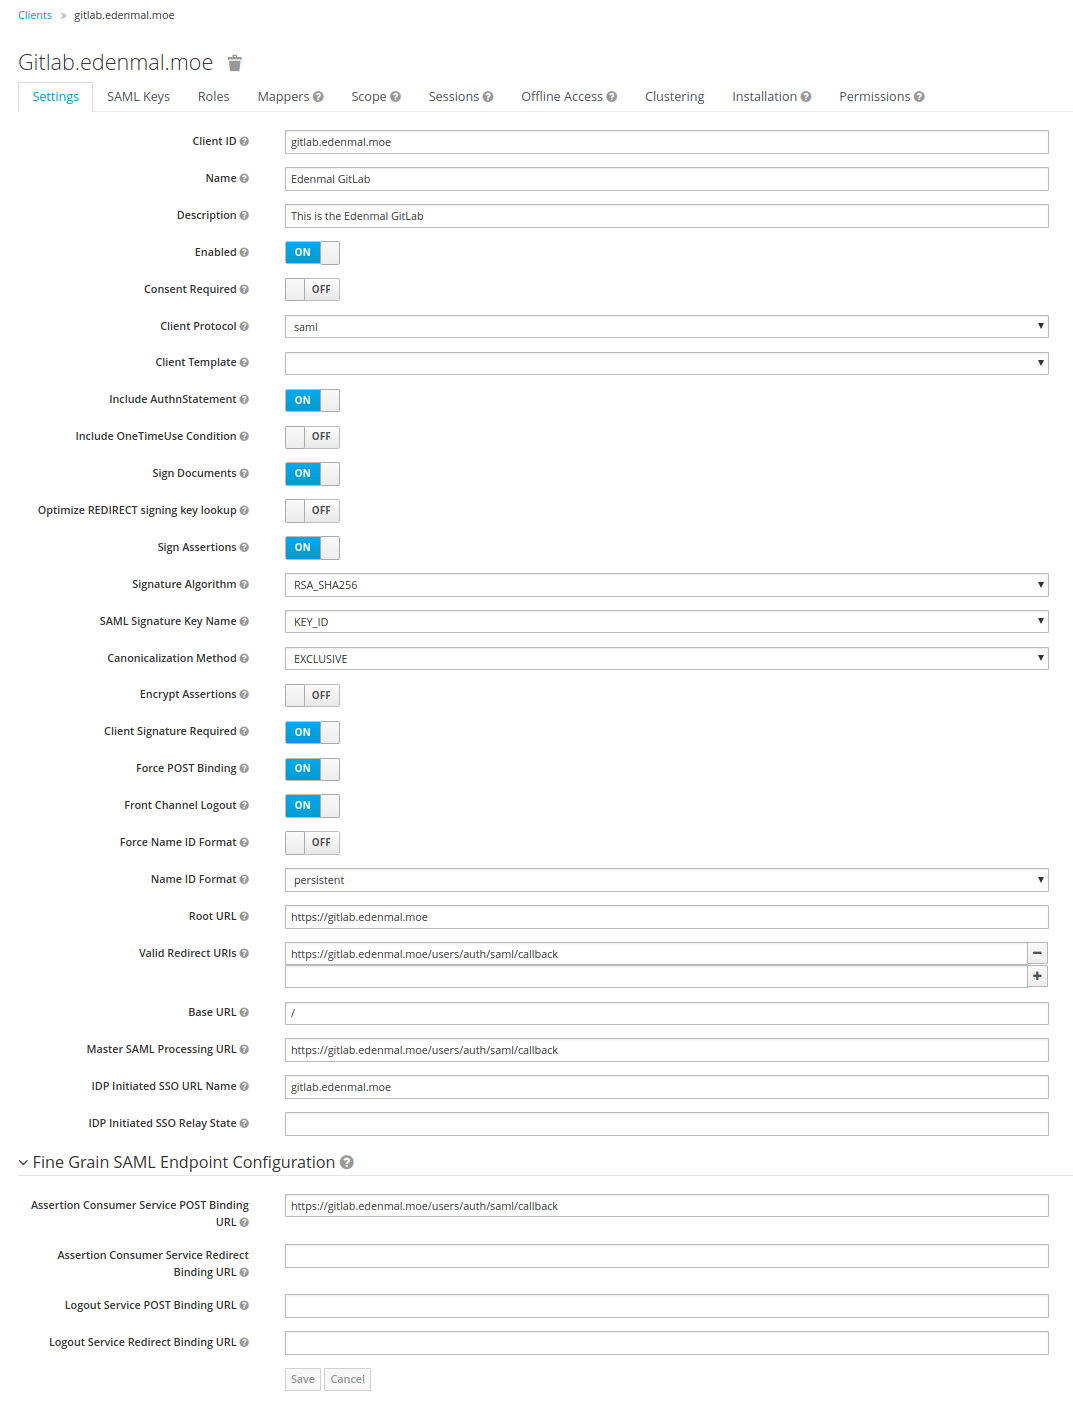 Clients » gitlab.edenmal.moe
Gitlab.edenmal.moe
Settings SAML Keys Roles Mappers Scope Sessions Offline Access Clustering Installation Permissions
Client ID gitlab.edenmal.moe
Name Edenmal GitLab
Description This is the Edenmal GitLab
Enabled ON
Consent Required OFF
Client Protocol saml
Client Template
Include AuthnStatement ON
Include OneTimeUse Condition OFF
Sign Documents ON
Optimize REDIRECT signing key lookup OFF
Sign Assertions ON
Signature Algorithm RSA_SHA256
SAML Signature Key Name KEY_ID
Canonicalization Method EXCLUSIVE
Encrypt Assertions OFF
Client Signature Required ON
Force POST Binding ON
Front Channel Logout ON
Force Name ID Format OFF
Name ID Format persistent
Root URL https://gitlab.edenmal.moe
Valid Redirect URIs https://gitlab.edenmal.moe/users/auth/saml/callback
Base URL /
Master SAML Processing URL https://gitlab.edenmal.moe/users/auth/saml/callback
IDP Initiated SSO URL Name gitlab.edenmal.moe
IDP Initiated SSO Relay State
Fine Grain SAML Endpoint Configuration
Assertion Consumer Service POST Binding https://gitlab.edenmal.moe/users/auth/saml/callback
URL
Assertion Consumer Service Redirect
Binding URL
Logout Service POST Binding URL
Logout Service Redirect Binding URL
Save Cancel